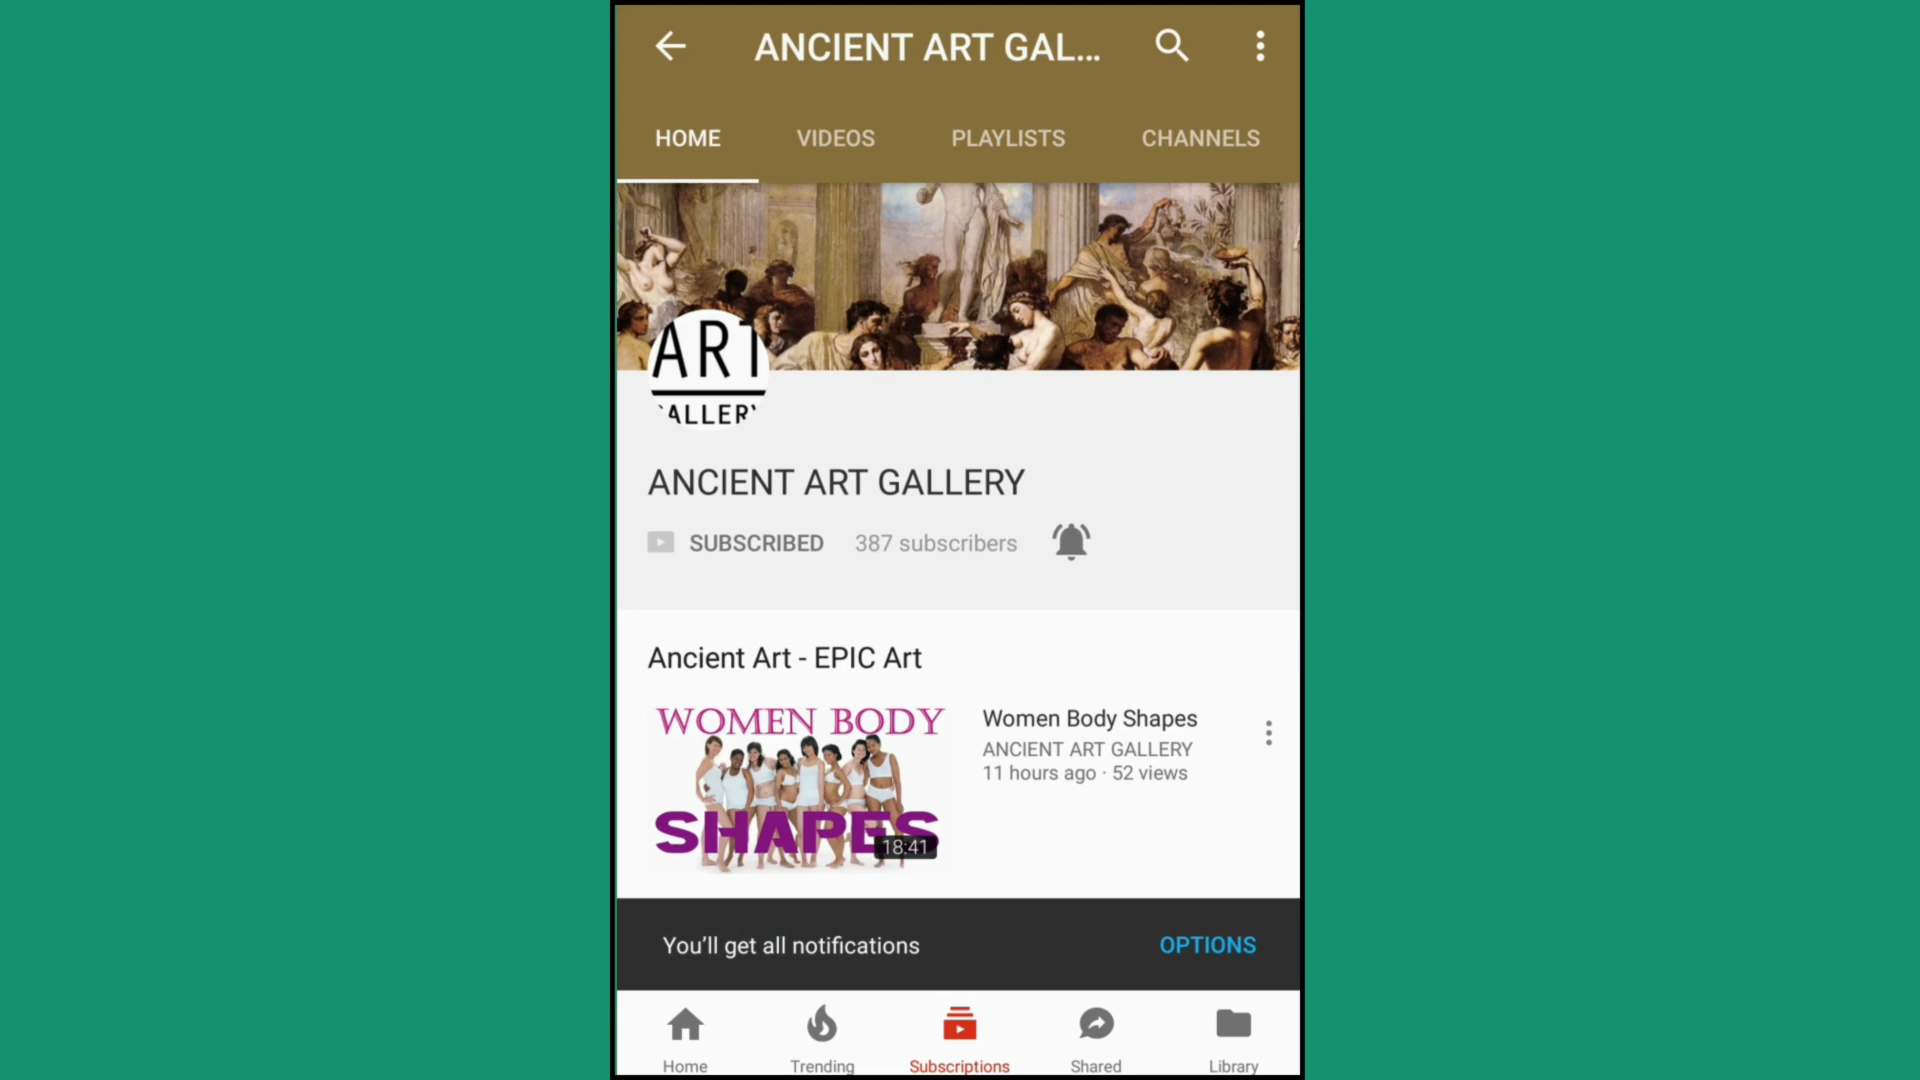 ANCIENT ART GAL...
HOME VIDEOS PLAYLISTS CHANNELS
ART
GALLERY
ANCIENT ART GALLERY
SUBSCRIBED 387 subscribers
Ancient Art - EPIC Art
WOMEN BODY
SHAPES
18:41
Women Body Shapes
ANCIENT ART GALLERY
11 hours ago · 52 views
You’ll get all notifications OPTIONS
Home Trending Subscriptions Shared Library